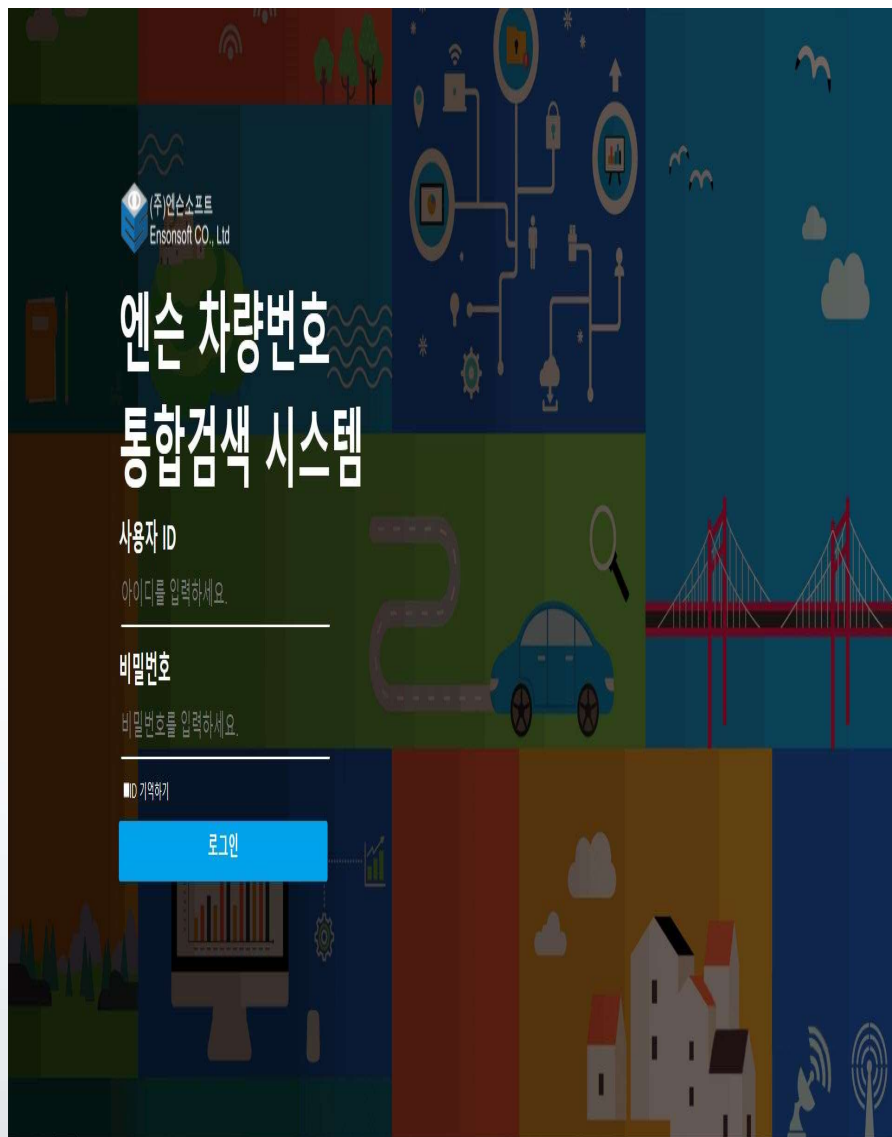 (주)엔슨소프트
Ensonsoft CO., Ltd
엔슨 차량번호
통합검색 시스템
사용자 ID
아이디를 입력하세요.
비밀번호
비밀번호를 입력하세요.
ID 기억하기
로그인